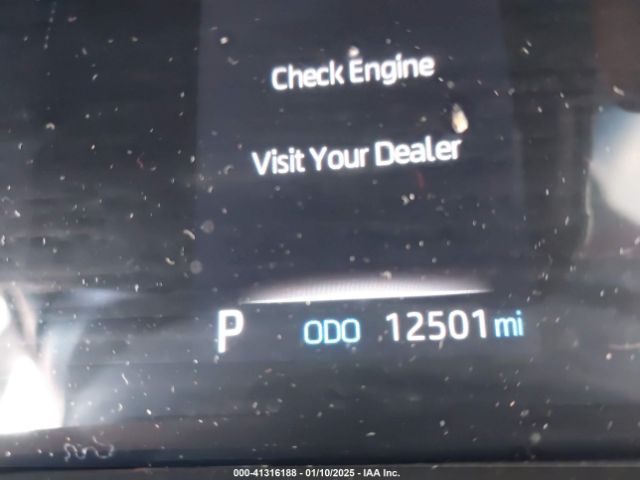 Check Engine
Visit Your Dealer
P ODO 12501 mi
000-41316188 - 01/10/2025 - IAA Inc.